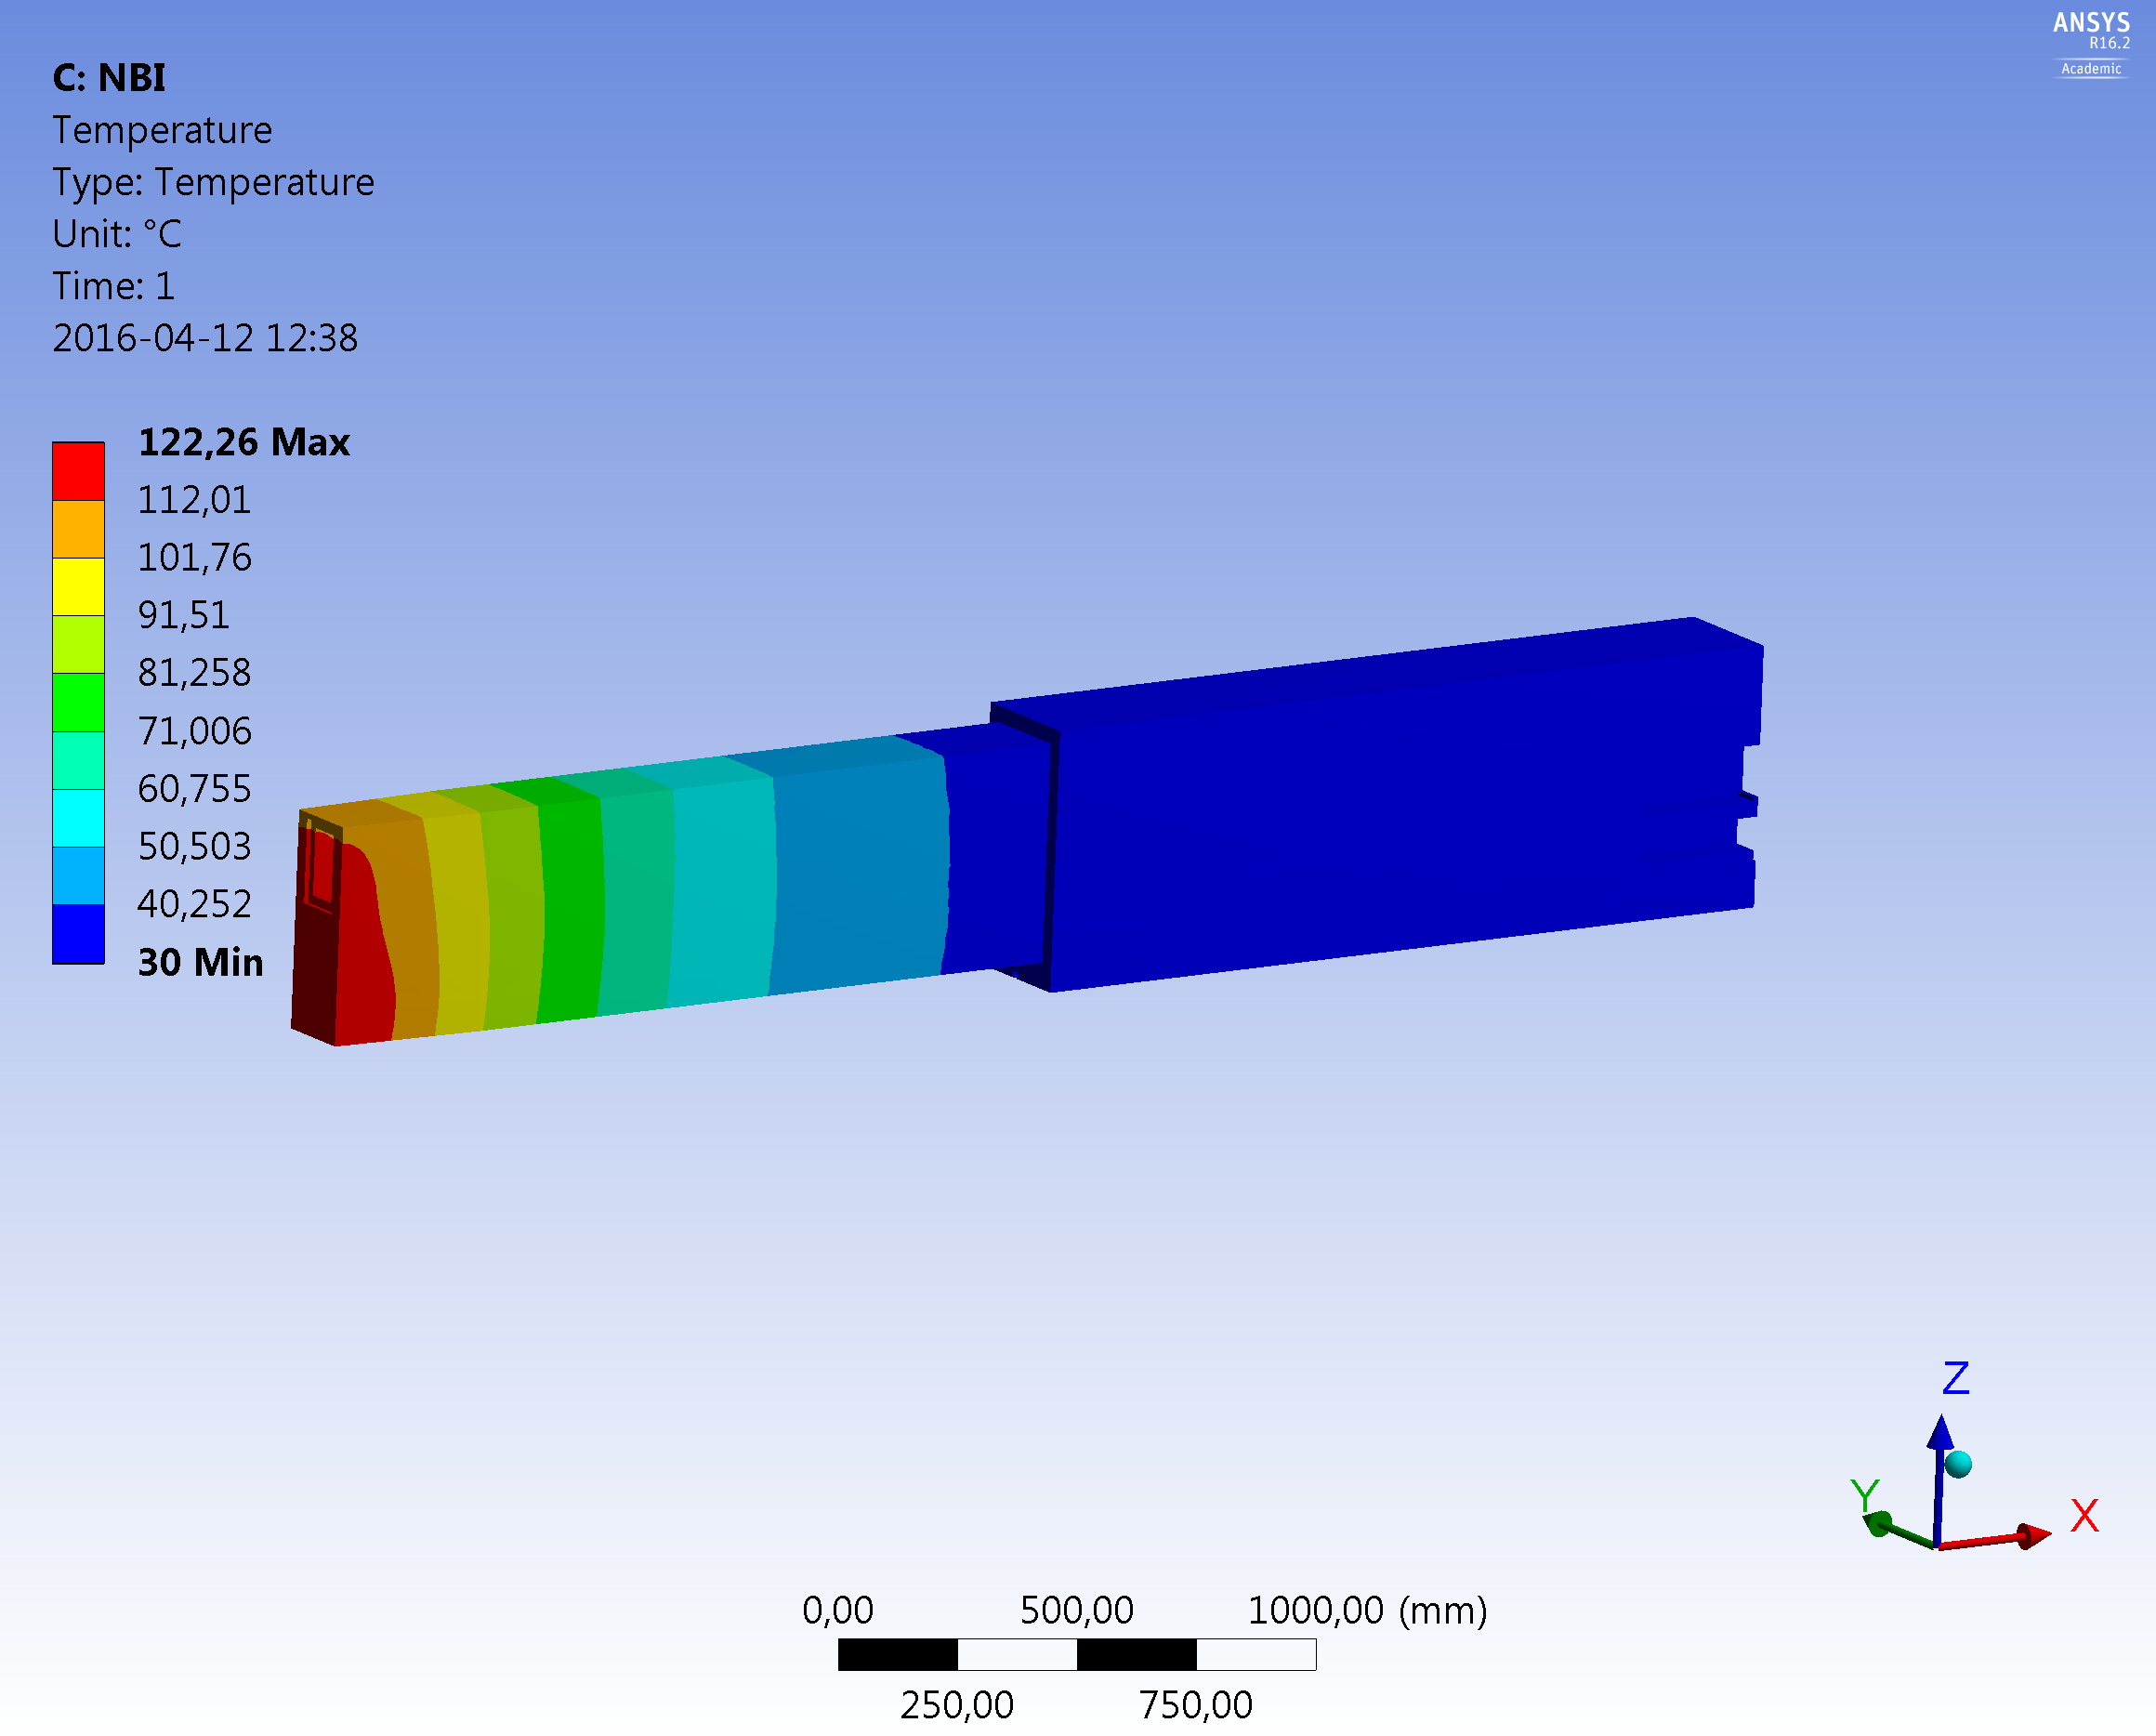 ANSYS
R16.2
Academic
C: NBI
Temperature
Type: Temperature
Unit: °C
Time: 1
2016-04-12 12:38
122,26 Max
112,01
101,76
91,51
81,258
71,006
60,755
50,503
40,252
30 Min
Z
Y
X
0,00 500,00 1000,00 (mm)
250,00 750,00